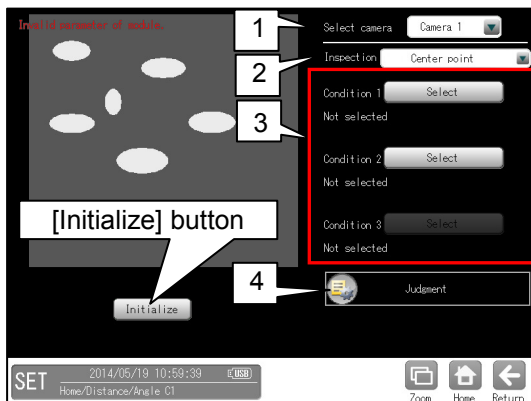 Invalid parameter of module.
1
Select camera Camera 1
2
Inspection Center point
3
Condition 1 Select
Not selected
Condition 2 Select
Not selected
[Initialize] button
Condition 3 Select
Not selected
4
Judgment
Initialize
SET
2014/05/19 10:59:39 USB
Home/Distance/Angle C1
Zoom Home Return